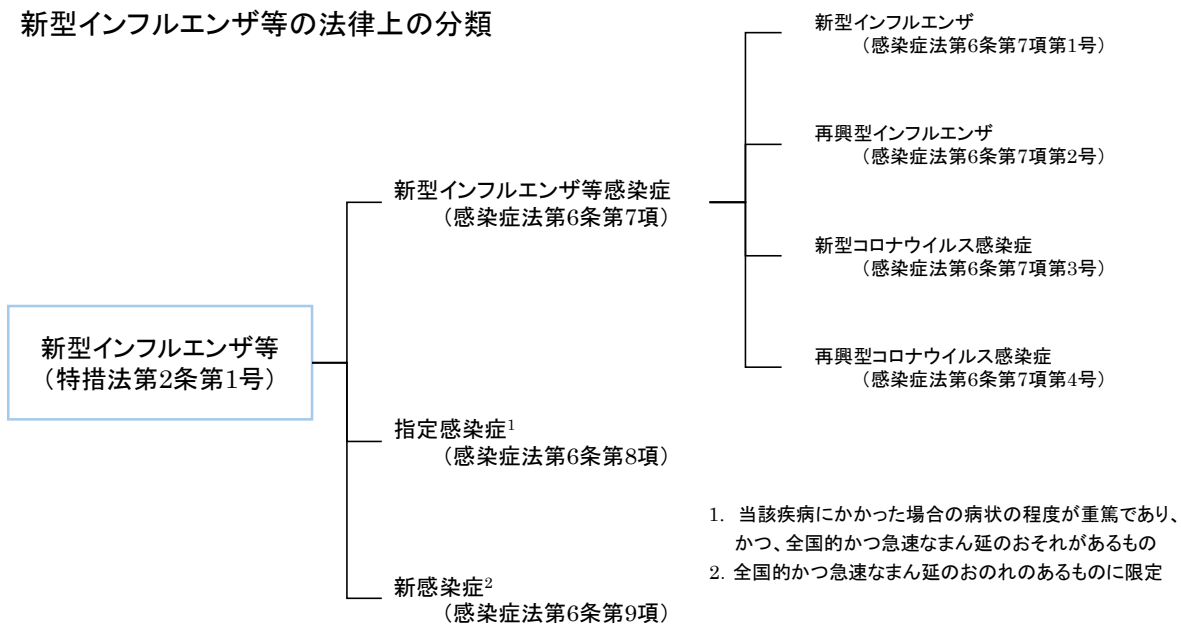 新型インフルエンザ等の法律上の分類
新型インフルエンザ等
（特措法第2条第1号）
新型インフルエンザ等感染症
（感染症法第6条第7項）
指定感染症1
（感染症法第6条第8項）
新感染症2
（感染症法第6条第9項）
新型インフルエンザ
（感染症法第6条第7項第1号）
再興型インフルエンザ
（感染症法第6条第7項第2号）
新型コロナウイルス感染症
（感染症法第6条第7項第3号）
再興型コロナウイルス感染症
（感染症法第6条第7項第4号）
1. 当該疾病にかかった場合の病状の程度が重篤であり、
かつ、全国的かつ急速なまん延のおそれがあるもの
2. 全国的かつ急速なまん延のおのれのあるものに限定